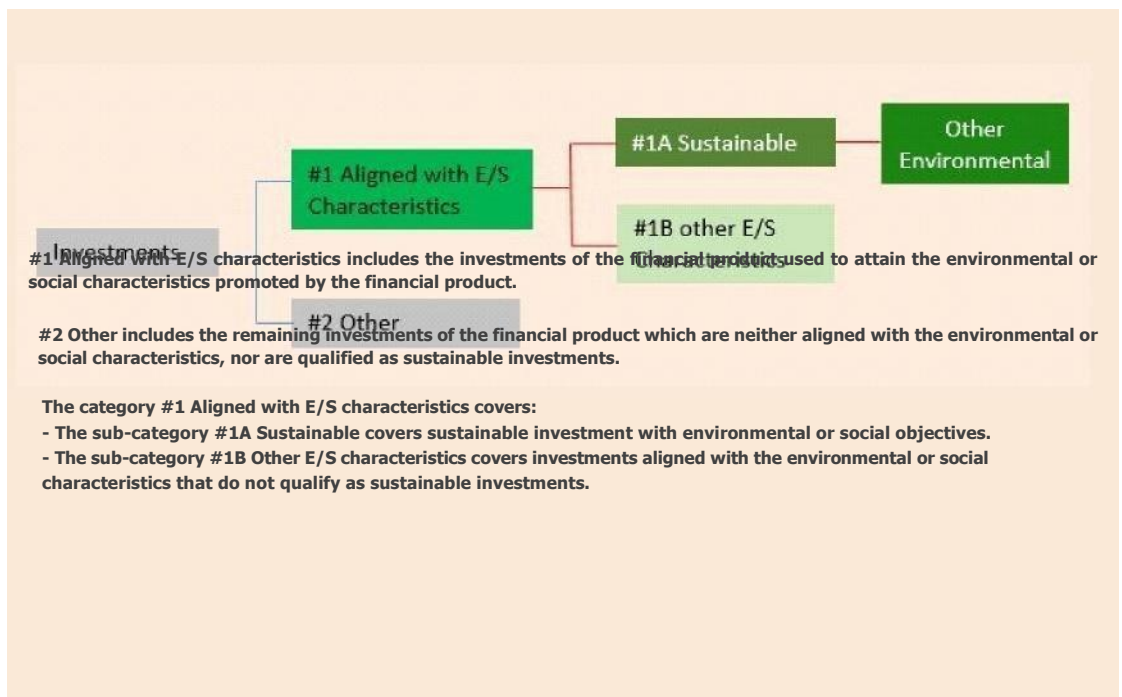 Other
Environmental
#1A Sustainable
#1 Aligned with E/S
Characteristics
#1B other E/S
Characteristics
Investments
#2 Other
#1 Aligned with E/S characteristics includes the investments of the financial product used to attain the environmental or
social characteristics promoted by the financial product.
#2 Other includes the remaining investments of the financial product which are neither aligned with the environmental or
social characteristics, nor are qualified as sustainable investments.
The category #1 Aligned with E/S characteristics covers:
- The sub-category #1A Sustainable covers sustainable investment with environmental or social objectives.
- The sub-category #1B Other E/S characteristics covers investments aligned with the environmental or social
characteristics that do not qualify as sustainable investments.